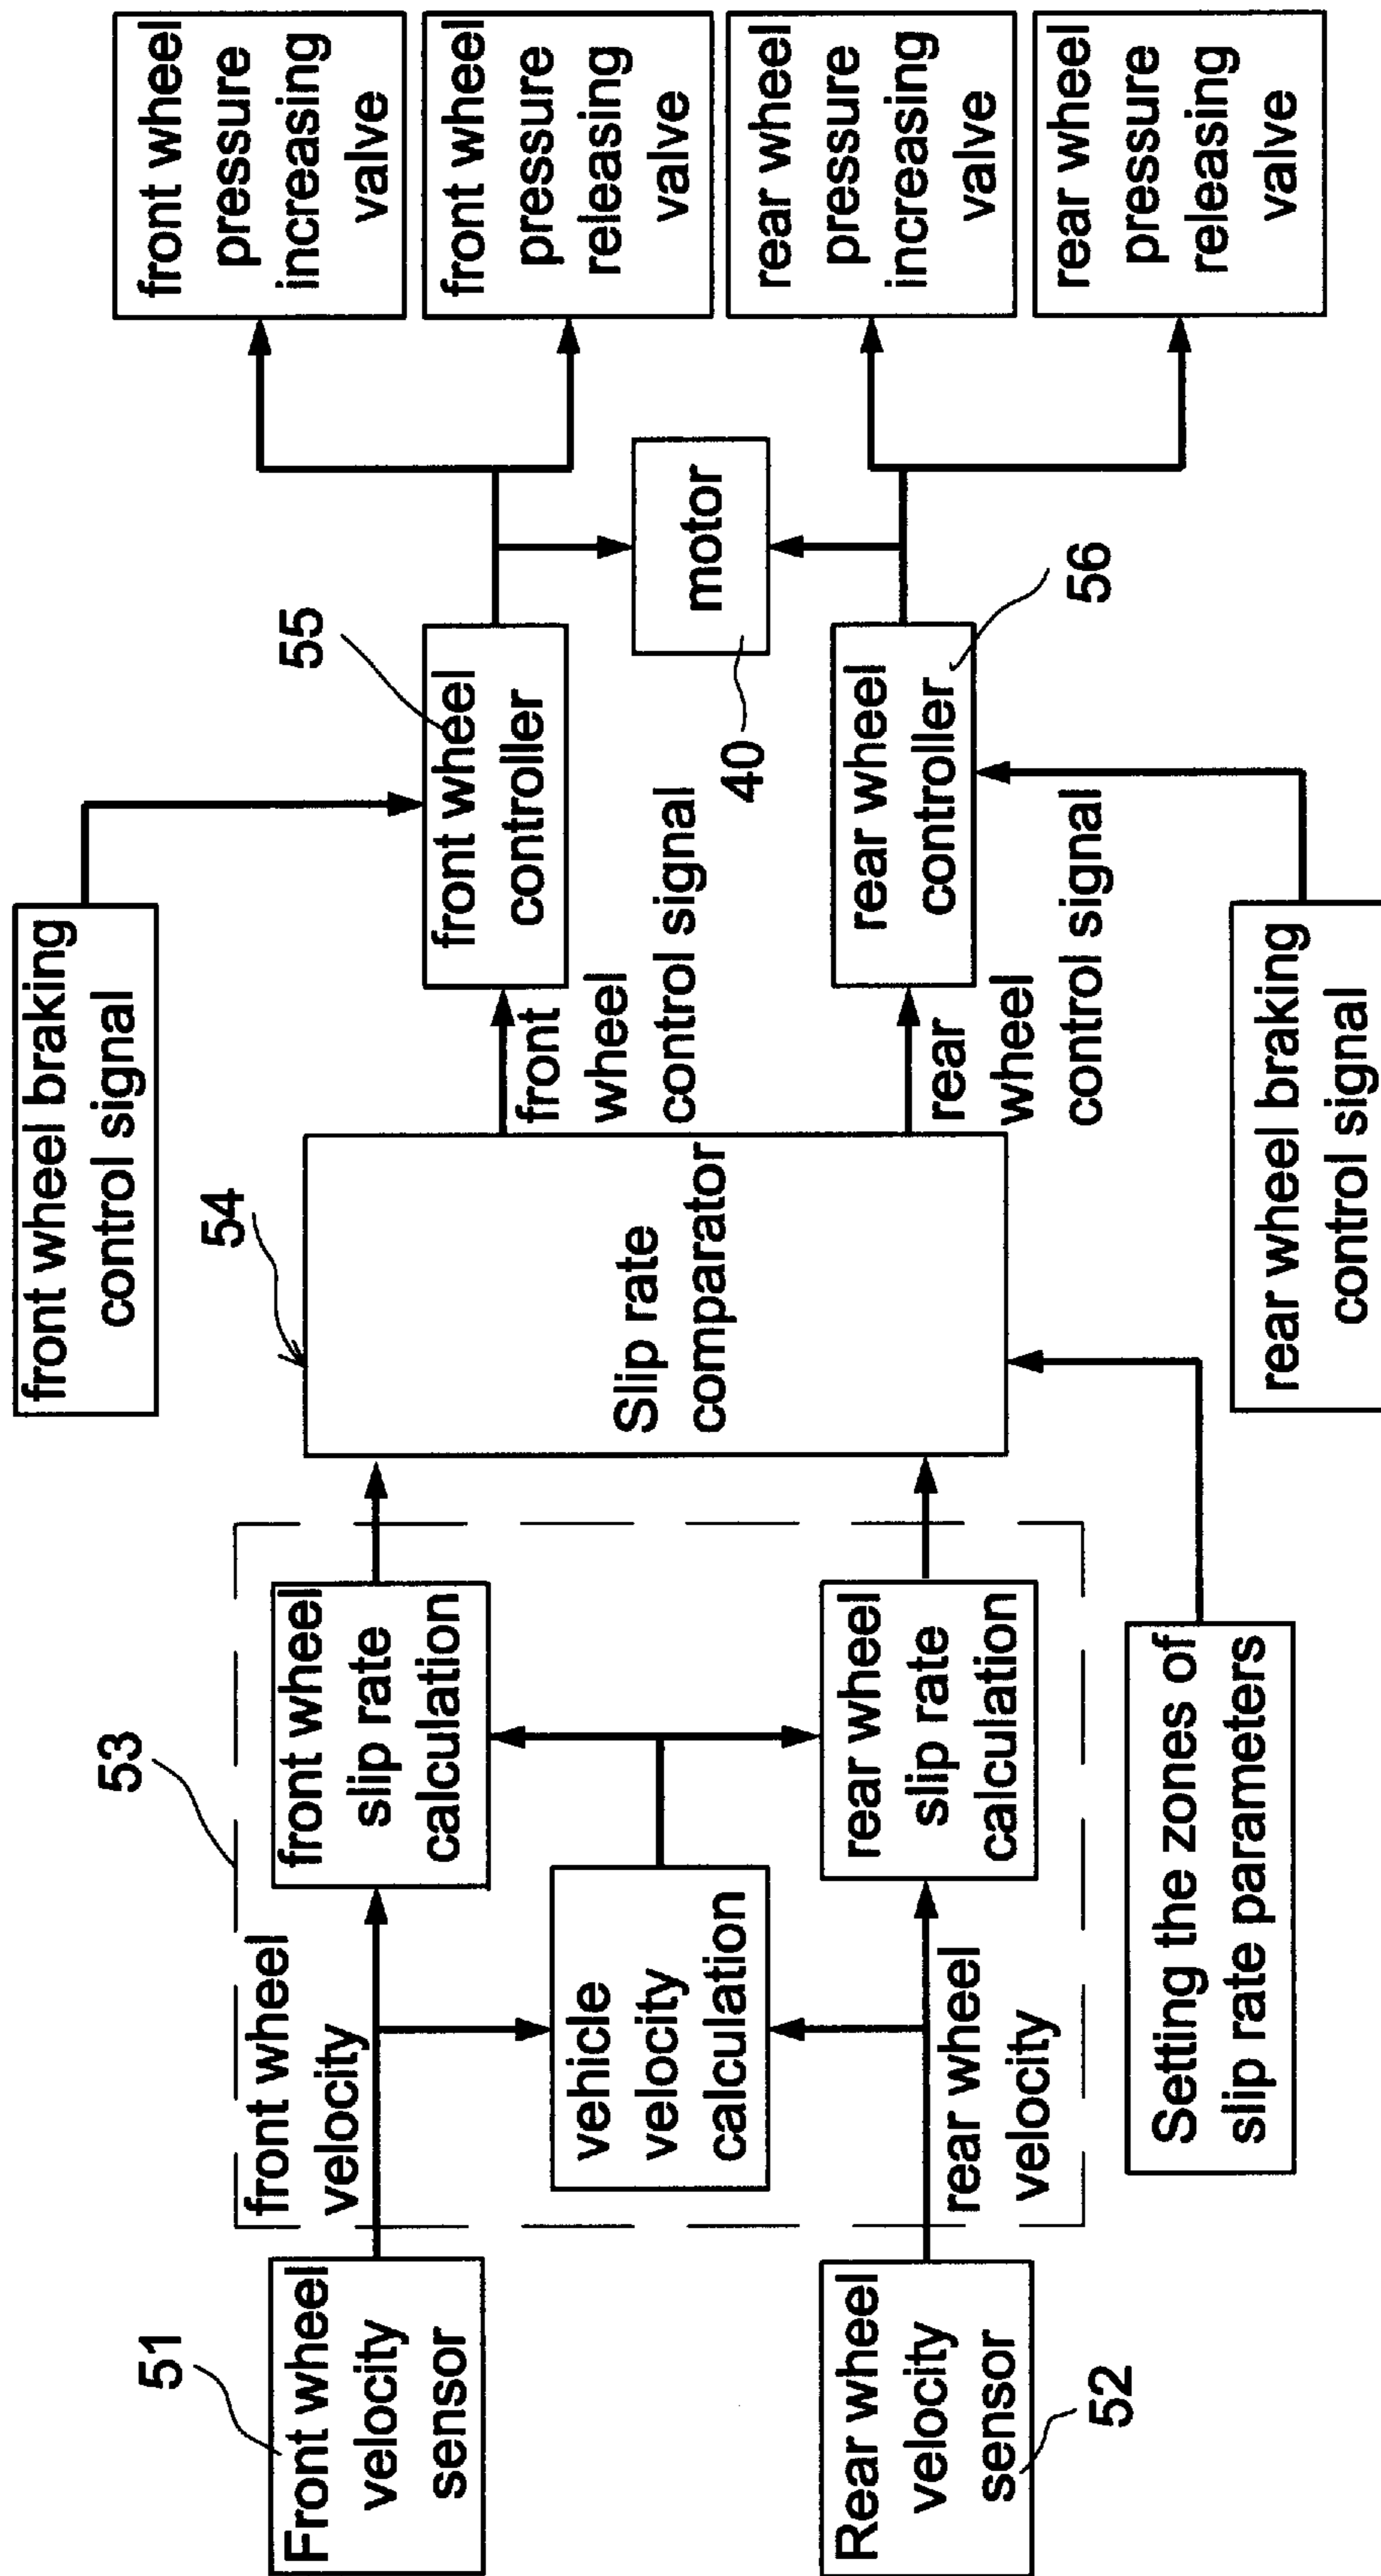 51
Front wheel
velocity
sensor
Rear wheel
velocity
sensor
52
53
front wheel
velocity
vehicle
velocity
calculation
rear wheel
velocity
front wheel
slip rate
calculation
rear wheel
slip rate
calculation
Setting the zones of
slip rate parameters
54
Slip rate
comparator
front wheel braking
control signal
front
wheel
control signal
rear
wheel
control signal
rear wheel braking
control signal
55
front wheel
controller
rear wheel
controller
56
motor
40
front wheel
pressure
increasing
valve
front wheel
pressure
releasing
valve
rear wheel
pressure
increasing
valve
rear wheel
pressure
releasing
valve